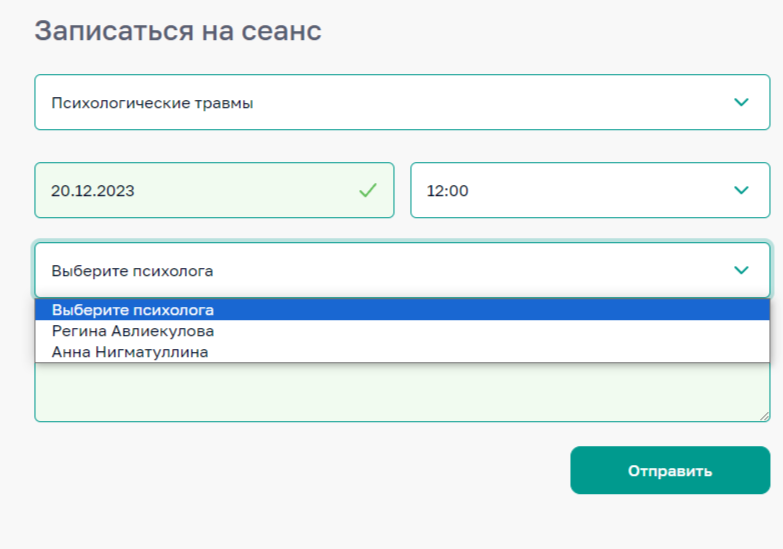 Записаться на сеанс
Психологические травмы
20.12.2023
12:00
Выберите психолога
Выберите психолога
Регина Авлиекулова
Анна Нигматуллина
Отправить